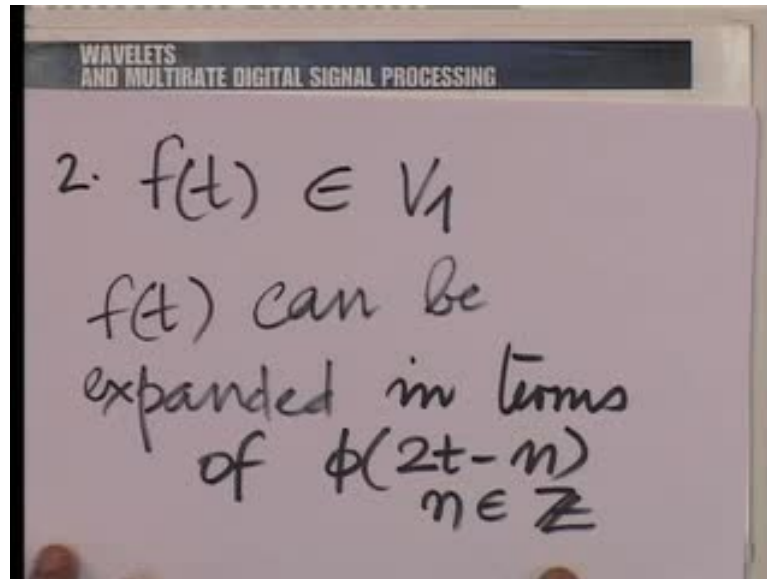 WAVELETS
AND MULTIRATE DIGITAL SIGNAL PROCESSING
2. f(t) ∈ V₁
f(t) can be
expanded in terms
of ϕ(2t-n)
n ∈ ℤ